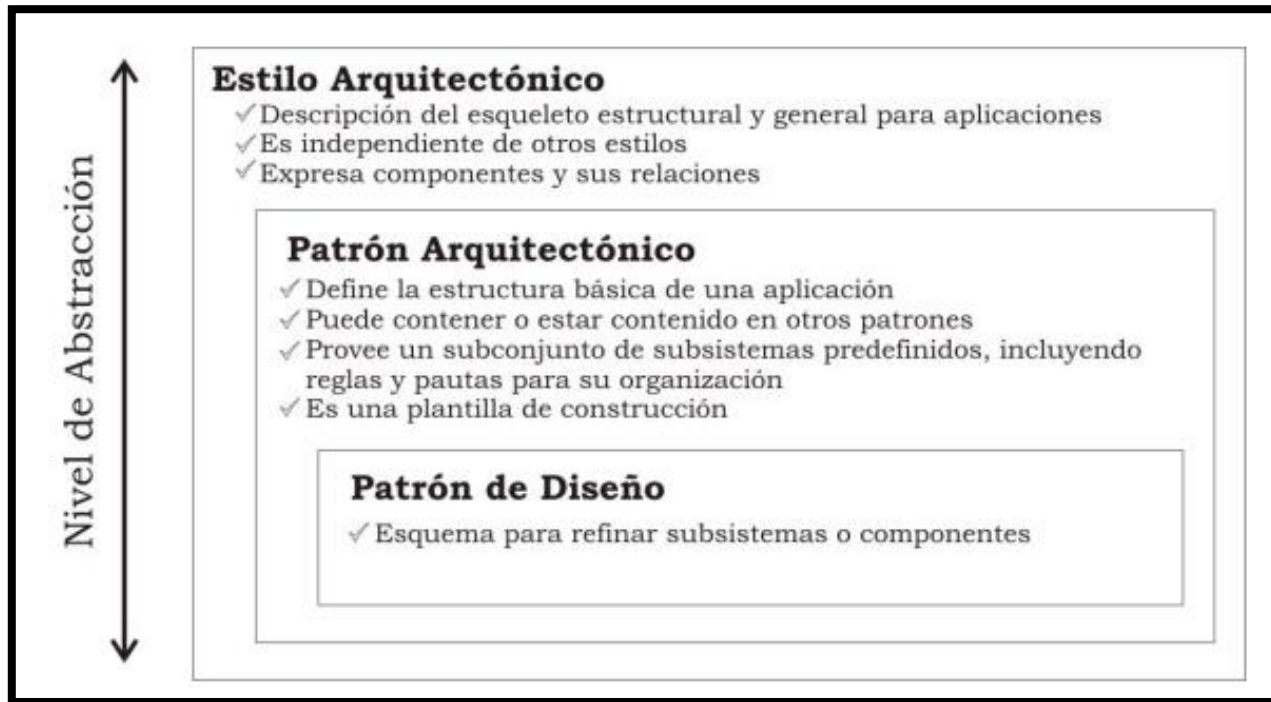 Nivel de Abstracción
Estilo Arquitectónico
✓ Descripción del esqueleto estructural y general para aplicaciones
✓ Es independiente de otros estilos
✓ Expresa componentes y sus relaciones
Patrón Arquitectónico
✓ Define la estructura básica de una aplicación
✓ Puede contener o estar contenido en otros patrones
✓ Provee un subconjunto de subsistemas predefinidos, incluyendo
reglas y pautas para su organización
✓ Es una plantilla de construcción
Patrón de Diseño
✓ Esquema para refinar subsistemas o componentes